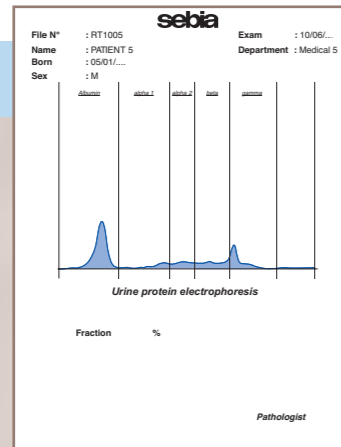 sebia
File N° : RT1005 Exam : 10/06/...
Name : PATIENT 5 Department : Medical 5
Born : 05/01/....
Sex : M
Albumin alpha 1 alpha 2 beta gamma
Urine protein electrophoresis
Fraction %
Pathologist